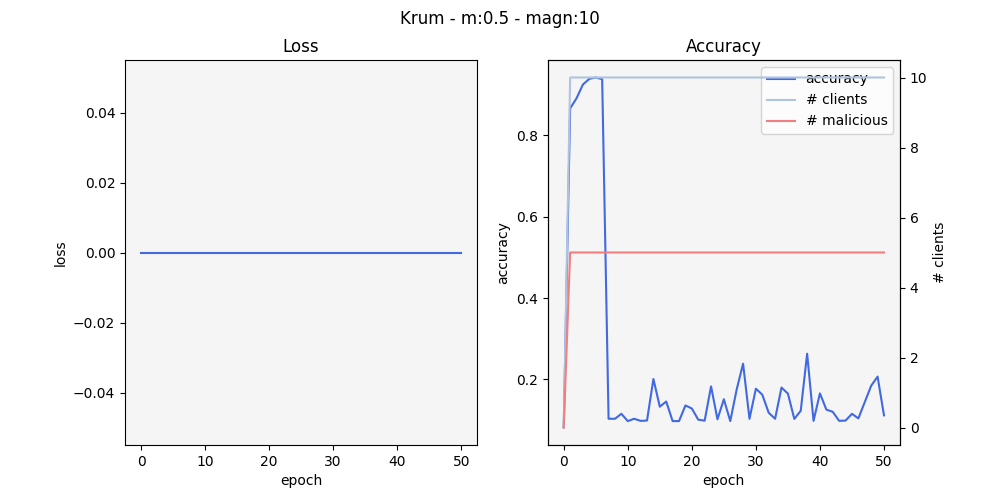 Krum - m:0.5 - magn:10
Loss
0.04
0.02
0.00
−0.02
−0.04
loss
0 10 20 30 40 50
epoch
Accuracy
accuracy
# clients
# malicious
0.8
0.6
0.4
0.2
accuracy
10
8
6
4
2
0
# clients
0 10 20 30 40 50
epoch